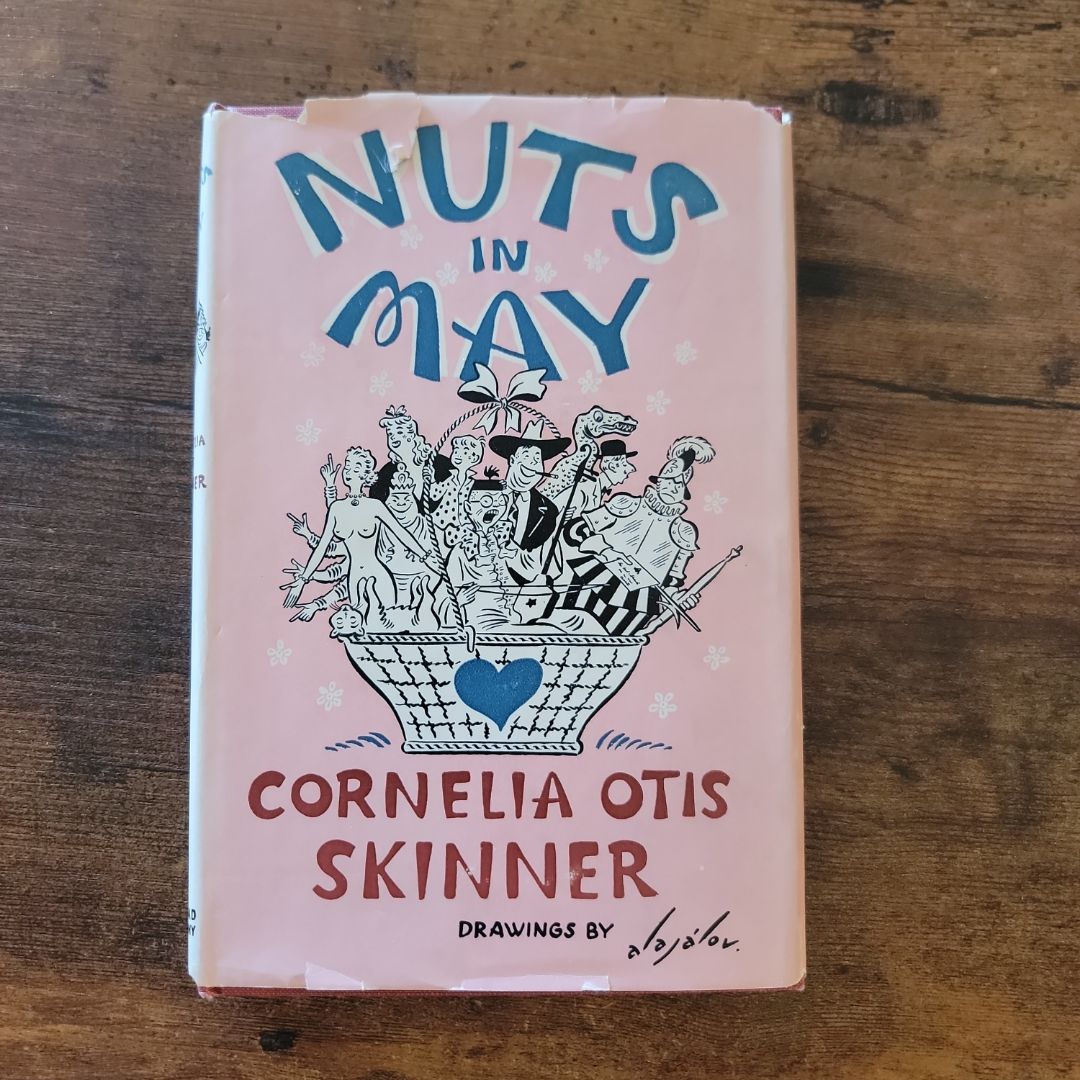 NUTS
IN
MAY
CORNELIA OTIS
SKINNER
DRAWINGS BY alajálov.